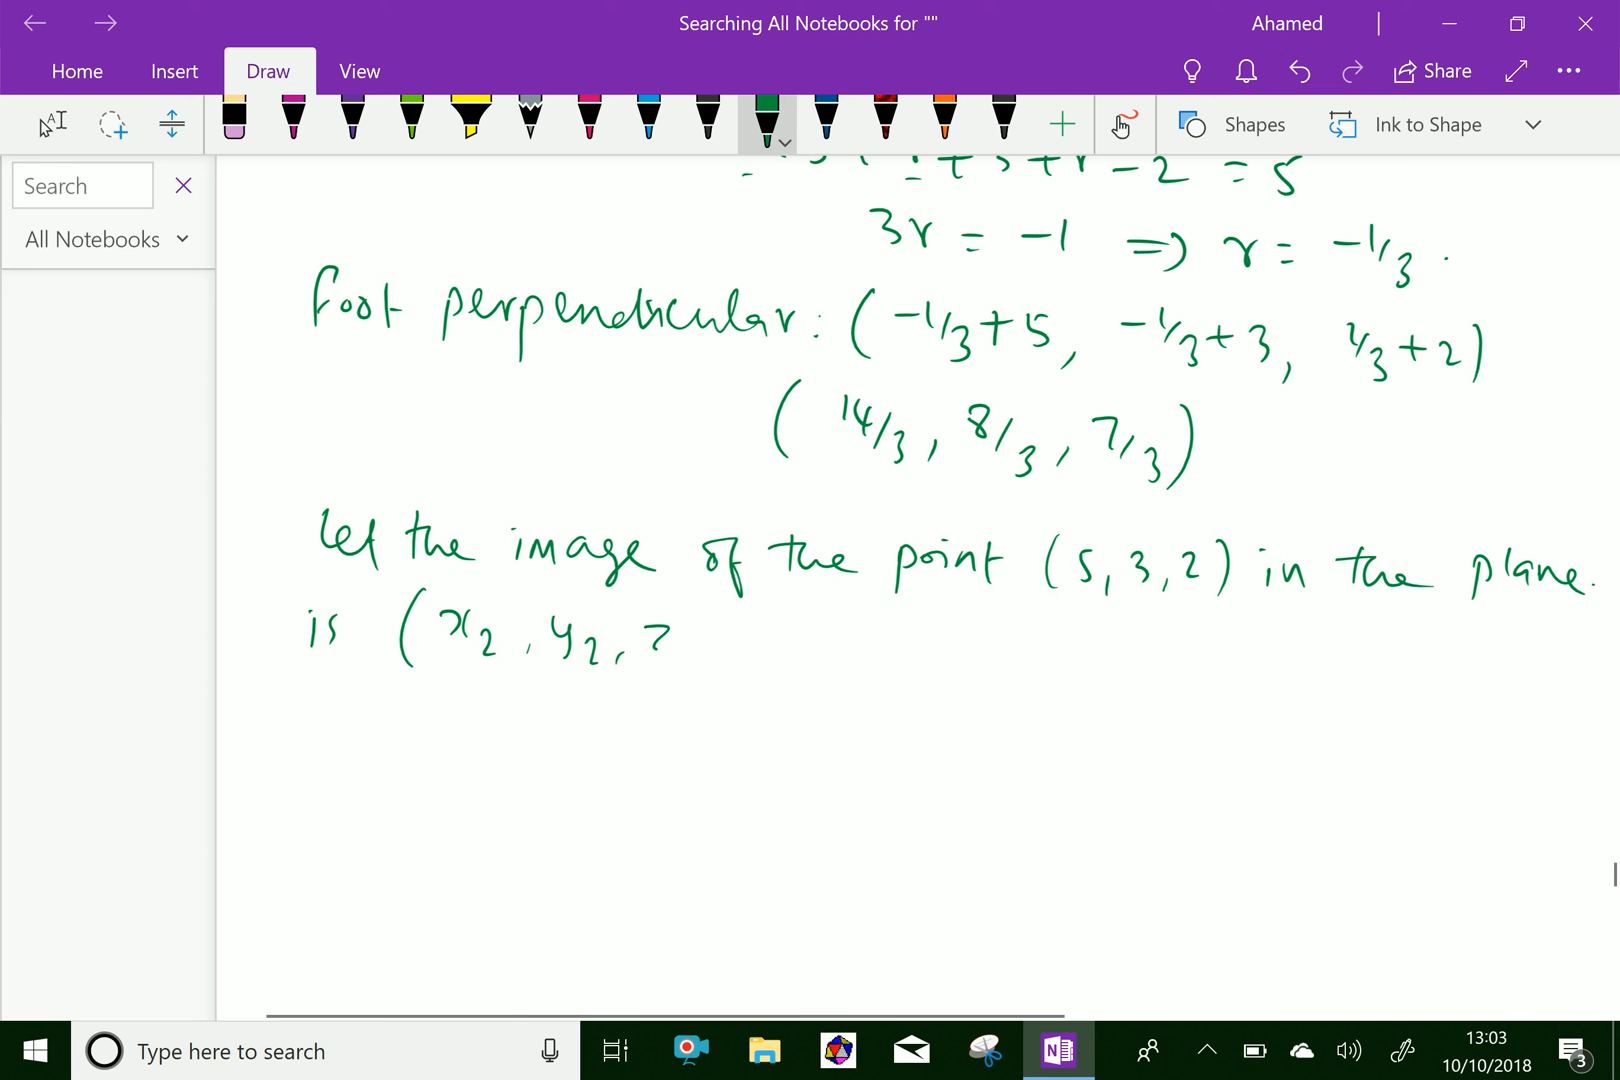 Searching All Notebooks for ""
Ahamed
Home Insert Draw View
Share
Shapes Ink to Shape
Search
All Notebooks
+ r - 2 = 5
3r = -1 => r = -1/3 .
foot perpendicular : ( -1/3 + 5 , -1/3 + 3 , 1/3 + 2 )
( 14/3 , 8/3 , 7/3 )
let the image of the point (5, 3, 2) in the plane.
is ( x2 , y2 ,
Type here to search
13:03
10/10/2018
3